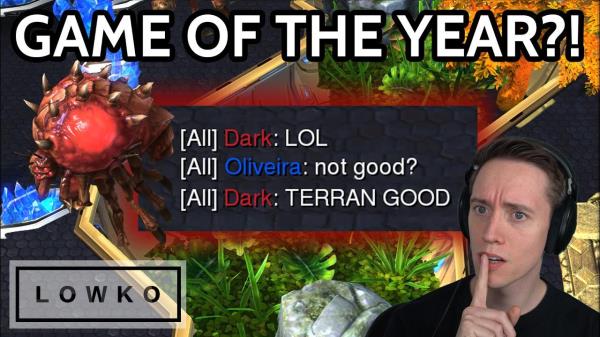 GAME OF THE YEAR?!
[All] Dark: LOL
[All] Oliveira: not good?
[All] Dark: TERRAN GOOD
LOWKO